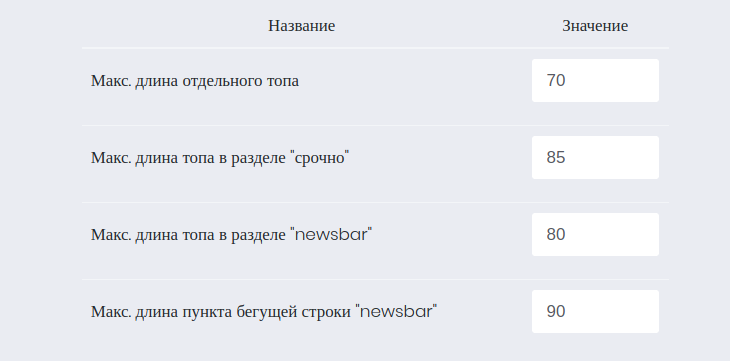 Название Значение
Макс. длина отдельного топа 70
Макс. длина топа в разделе "срочно" 85
Макс. длина топа в разделе "newsbar" 80
Макс. длина пункта бегущей строки "newsbar" 90